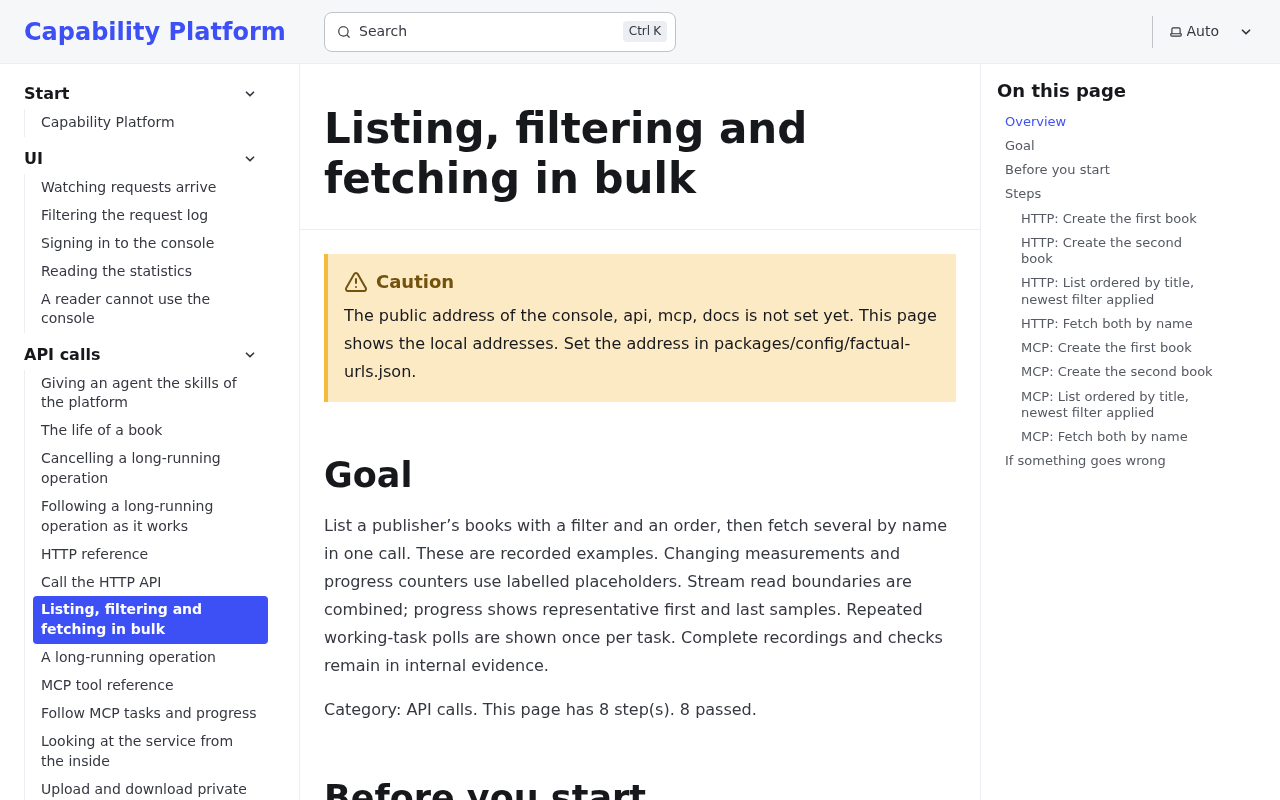 Capability Platform
Search
Ctrl K
Auto
Start
Capability Platform
UI
Watching requests arrive
Filtering the request log
Signing in to the console
Reading the statistics
A reader cannot use the
console
API calls
Giving an agent the skills of
the platform
The life of a book
Cancelling a long-running
operation
Following a long-running
operation as it works
HTTP reference
Call the HTTP API
Listing, filtering and
fetching in bulk
A long-running operation
MCP tool reference
Follow MCP tasks and progress
Looking at the service from
the inside
Upload and download private
Listing, filtering and
fetching in bulk
Caution
The public address of the console, api, mcp, docs is not set yet. This page
shows the local addresses. Set the address in packages/config/factual-
urls.json.
Goal
List a publisher’s books with a filter and an order, then fetch several by name
in one call. These are recorded examples. Changing measurements and
progress counters use labelled placeholders. Stream read boundaries are
combined; progress shows representative first and last samples. Repeated
working-task polls are shown once per task. Complete recordings and checks
remain in internal evidence.
Category: API calls. This page has 8 step(s). 8 passed.
Before you start
On this page
Overview
Goal
Before you start
Steps
HTTP: Create the first book
HTTP: Create the second
book
HTTP: List ordered by title,
newest filter applied
HTTP: Fetch both by name
MCP: Create the first book
MCP: Create the second book
MCP: List ordered by title,
newest filter applied
MCP: Fetch both by name
If something goes wrong